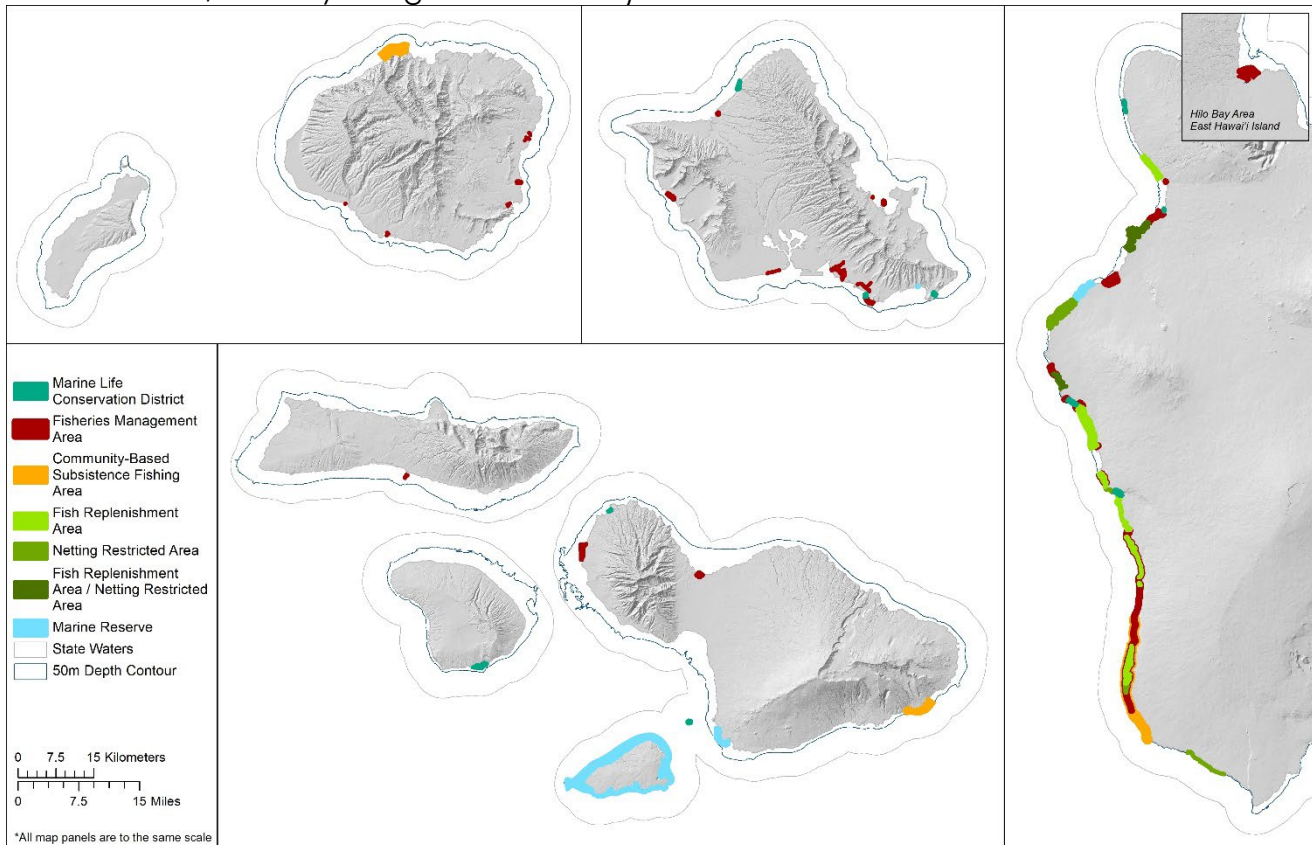 Hilo Bay Area
East Hawai'i Island
Marine Life
Conservation District
Fisheries Management
Area
Community-Based
Subsistence Fishing
Area
Fish Replenishment
Area
Netting Restricted Area
Fish Replenishment
Area / Netting Restricted
Area
Marine Reserve
State Waters
50m Depth Contour
0 7.5 15 Kilometers
0 7.5 15 Miles
*All map panels are to the same scale